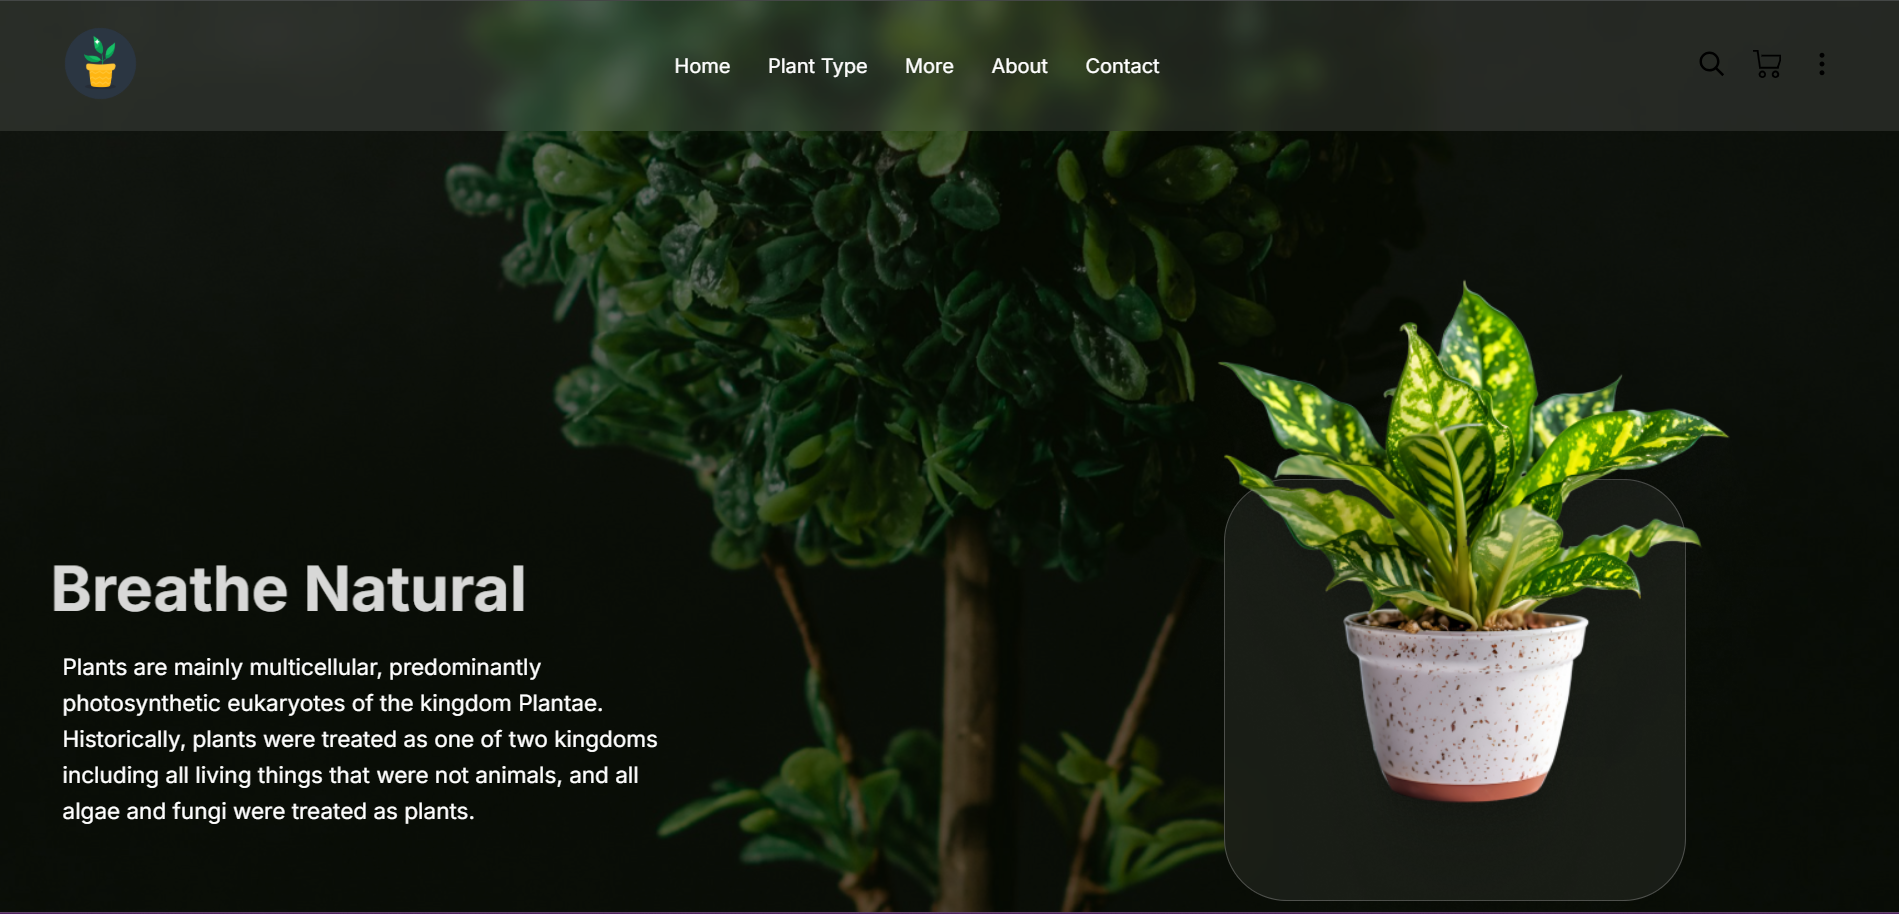 Home
Plant Type
More
About
Contact
Breathe Natural
Plants are mainly multicellular, predominantly
photosynthetic eukaryotes of the kingdom Plantae.
Historically, plants were treated as one of two kingdoms
including all living things that were not animals, and all
algae and fungi were treated as plants.